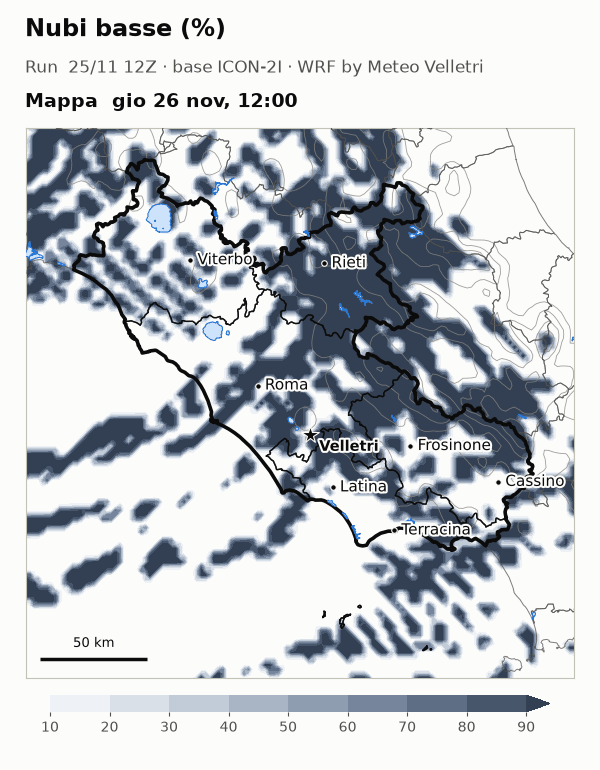 Nubi basse (%)
Run 25/11 12Z · base ICON-2I · WRF by Meteo Velletri
Mappa gio 26 nov, 12:00
Viterbo
Rieti
Roma
Velletri
Frosinone
Cassino
Latina
Terracina
50 km
10 20 30 40 50 60 70 80 90